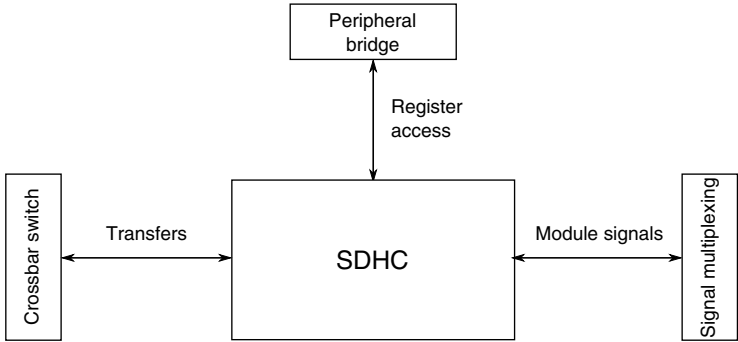 Peripheral
bridge
Register
access
Crossbar switch
Transfers
SDHC
Module signals
Signal multiplexing